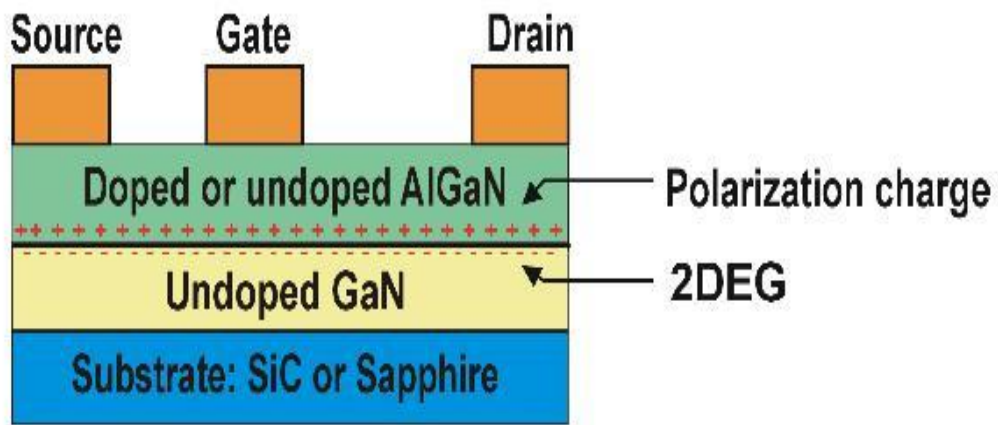 Source Gate Drain
Doped or undoped AlGaN
Polarization charge
+++++++++++++++++++++++++
- - - - - - - - - - - - - - - - - - - - - - - - - - - - - - - - - - -
2DEG
Undoped GaN
Substrate: SiC or Sapphire